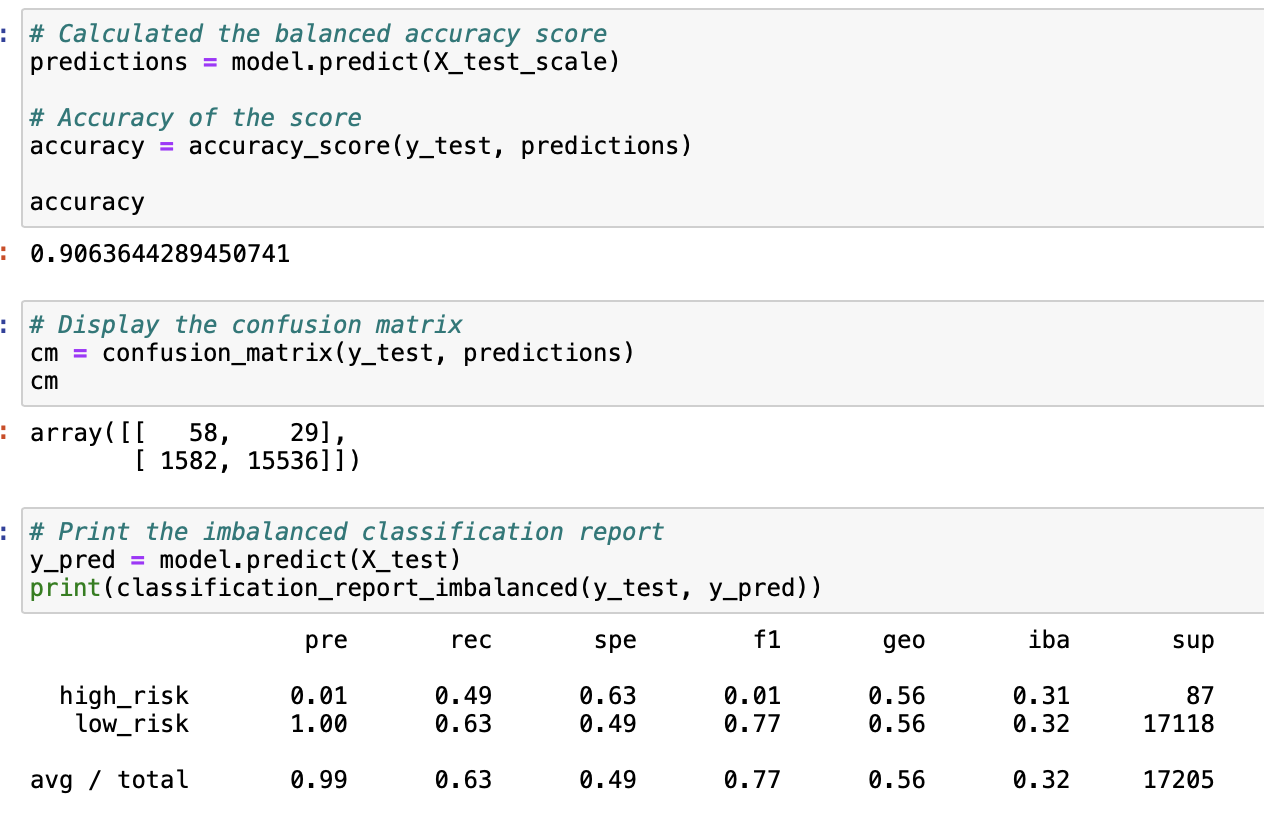 : # Calculated the balanced accuracy score
predictions = model.predict(X_test_scale)
# Accuracy of the score
accuracy = accuracy_score(y_test, predictions)
accuracy
: 0.9063644289450741
: # Display the confusion matrix
cm = confusion_matrix(y_test, predictions)
cm
: array([[   58,    29],
       [ 1582, 15536]])
: # Print the imbalanced classification report
y_pred = model.predict(X_test)
print(classification_report_imbalanced(y_test, y_pred))
pre rec spe f1 geo iba sup
high_risk 0.01 0.49 0.63 0.01 0.56 0.31 87
low_risk 1.00 0.63 0.49 0.77 0.56 0.32 17118
avg / total 0.99 0.63 0.49 0.77 0.56 0.32 17205